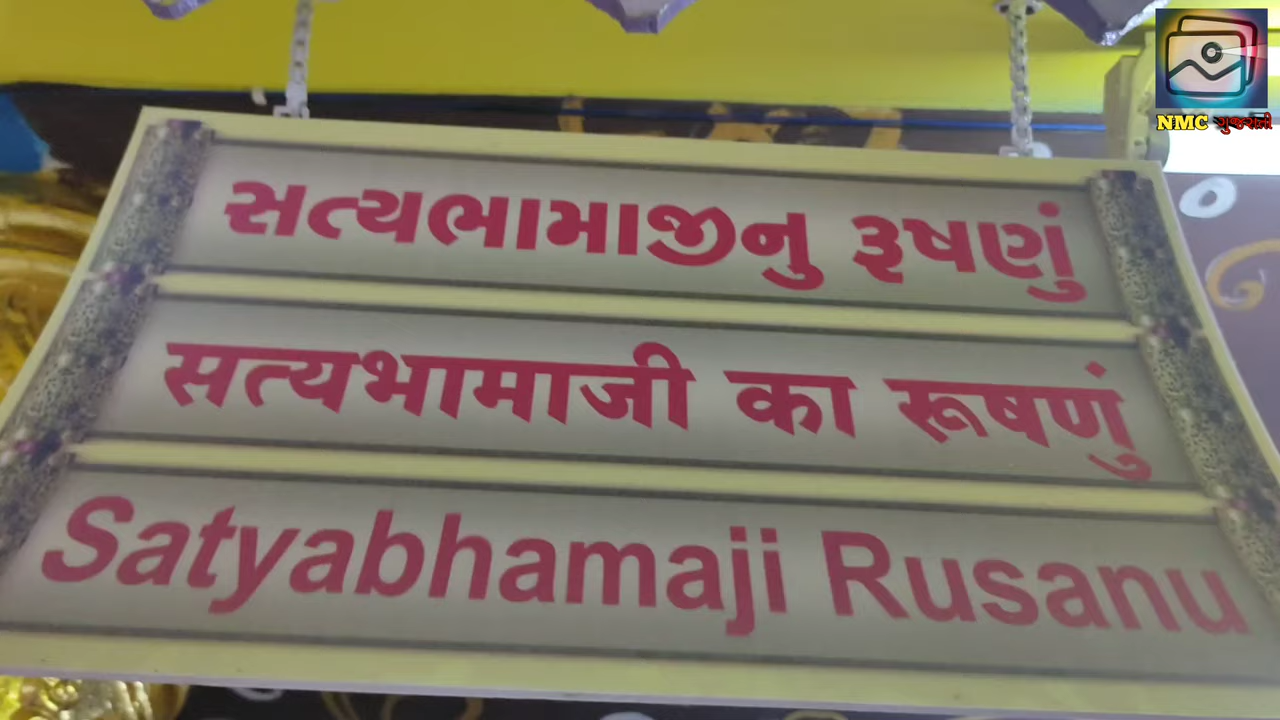 NMC ગુજરાતી
સત્યભામાજીનુ રૂષણું
सत्यभामाजी का रूषणुं
Satyabhamaji Rusanu